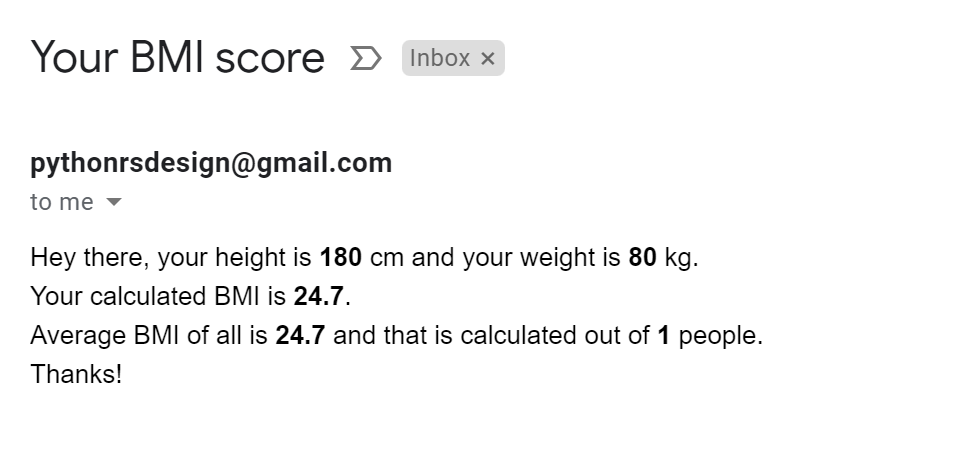 Your BMI score Inbox ×
pythonrsdesign@gmail.com
to me
Hey there, your height is 180 cm and your weight is 80 kg.
Your calculated BMI is 24.7.
Average BMI of all is 24.7 and that is calculated out of 1 people.
Thanks!